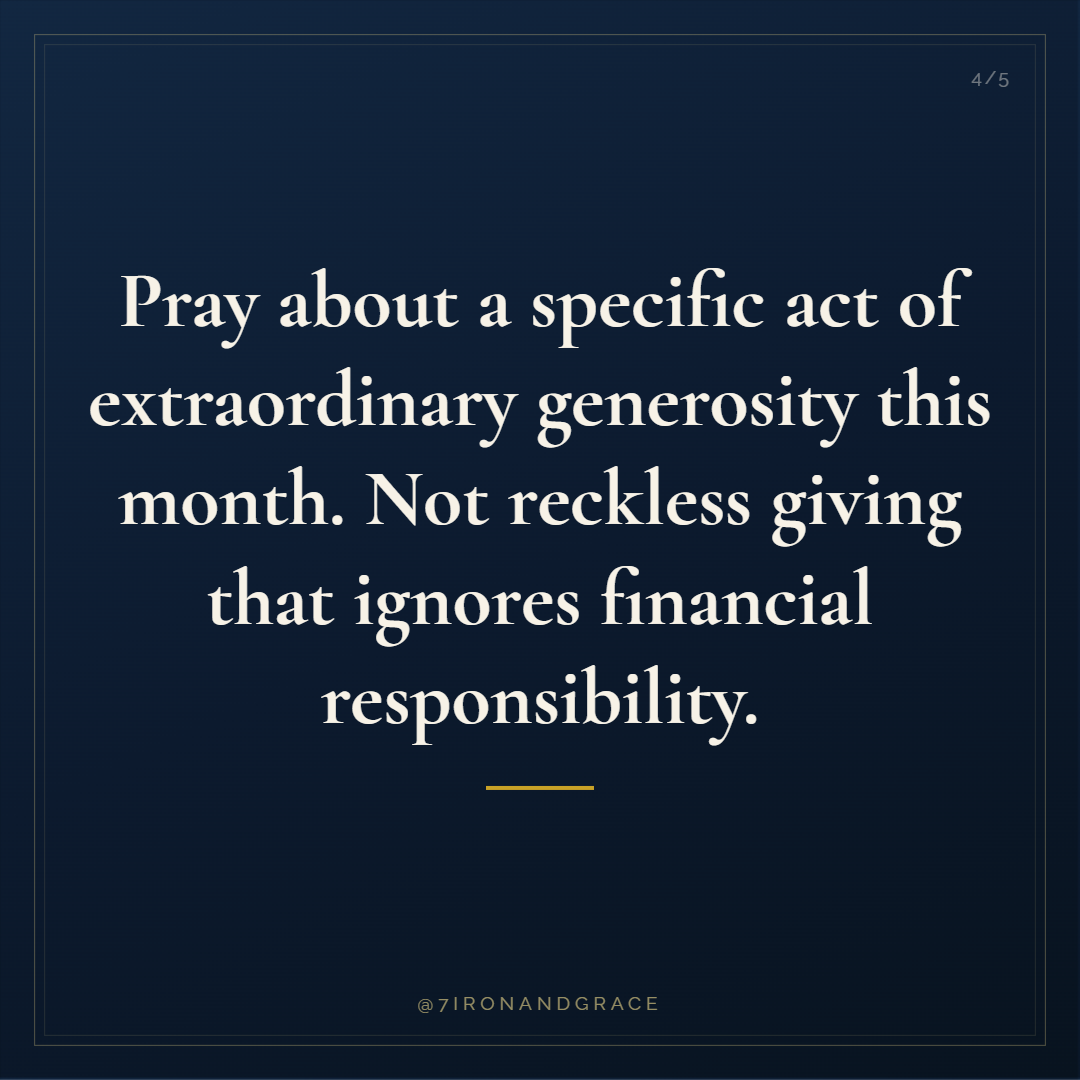 4/5
Pray about a specific act of
extraordinary generosity this
month. Not reckless giving
that ignores financial
responsibility.
@7IRONANDGRACE